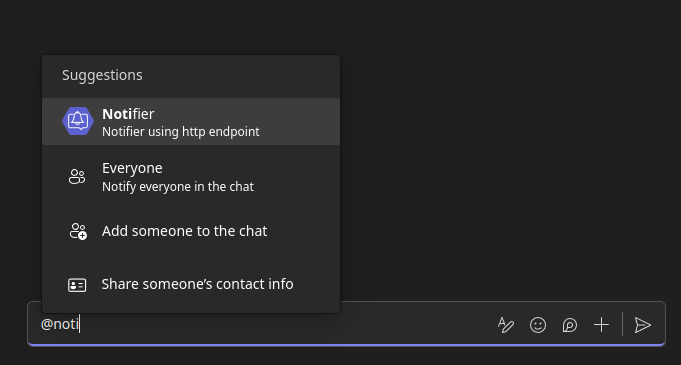 Suggestions
Notifier
Notifier using http endpoint
Everyone
Notify everyone in the chat
Add someone to the chat
Share someone's contact info
@noti